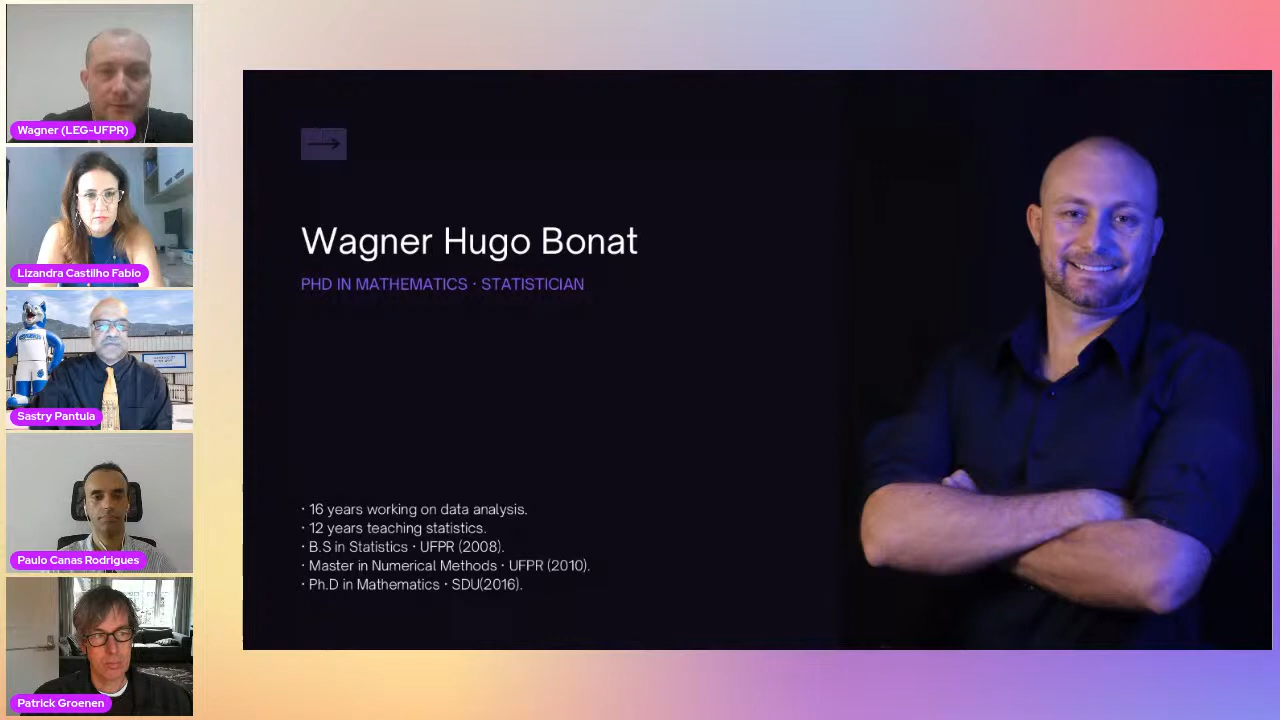 Wagner (LEG-UFPR)
Lizandra Castilho Fabio
Sastry Pantula
Paulo Canas Rodrigues
Patrick Groenen
Wagner Hugo Bonat
PHD IN MATHEMATICS · STATISTICIAN
· 16 years working on data analysis.
· 12 years teaching statistics.
· B.S in Statistics · UFPR (2008).
· Master in Numerical Methods · UFPR (2010).
· Ph.D in Mathematics · SDU(2016).